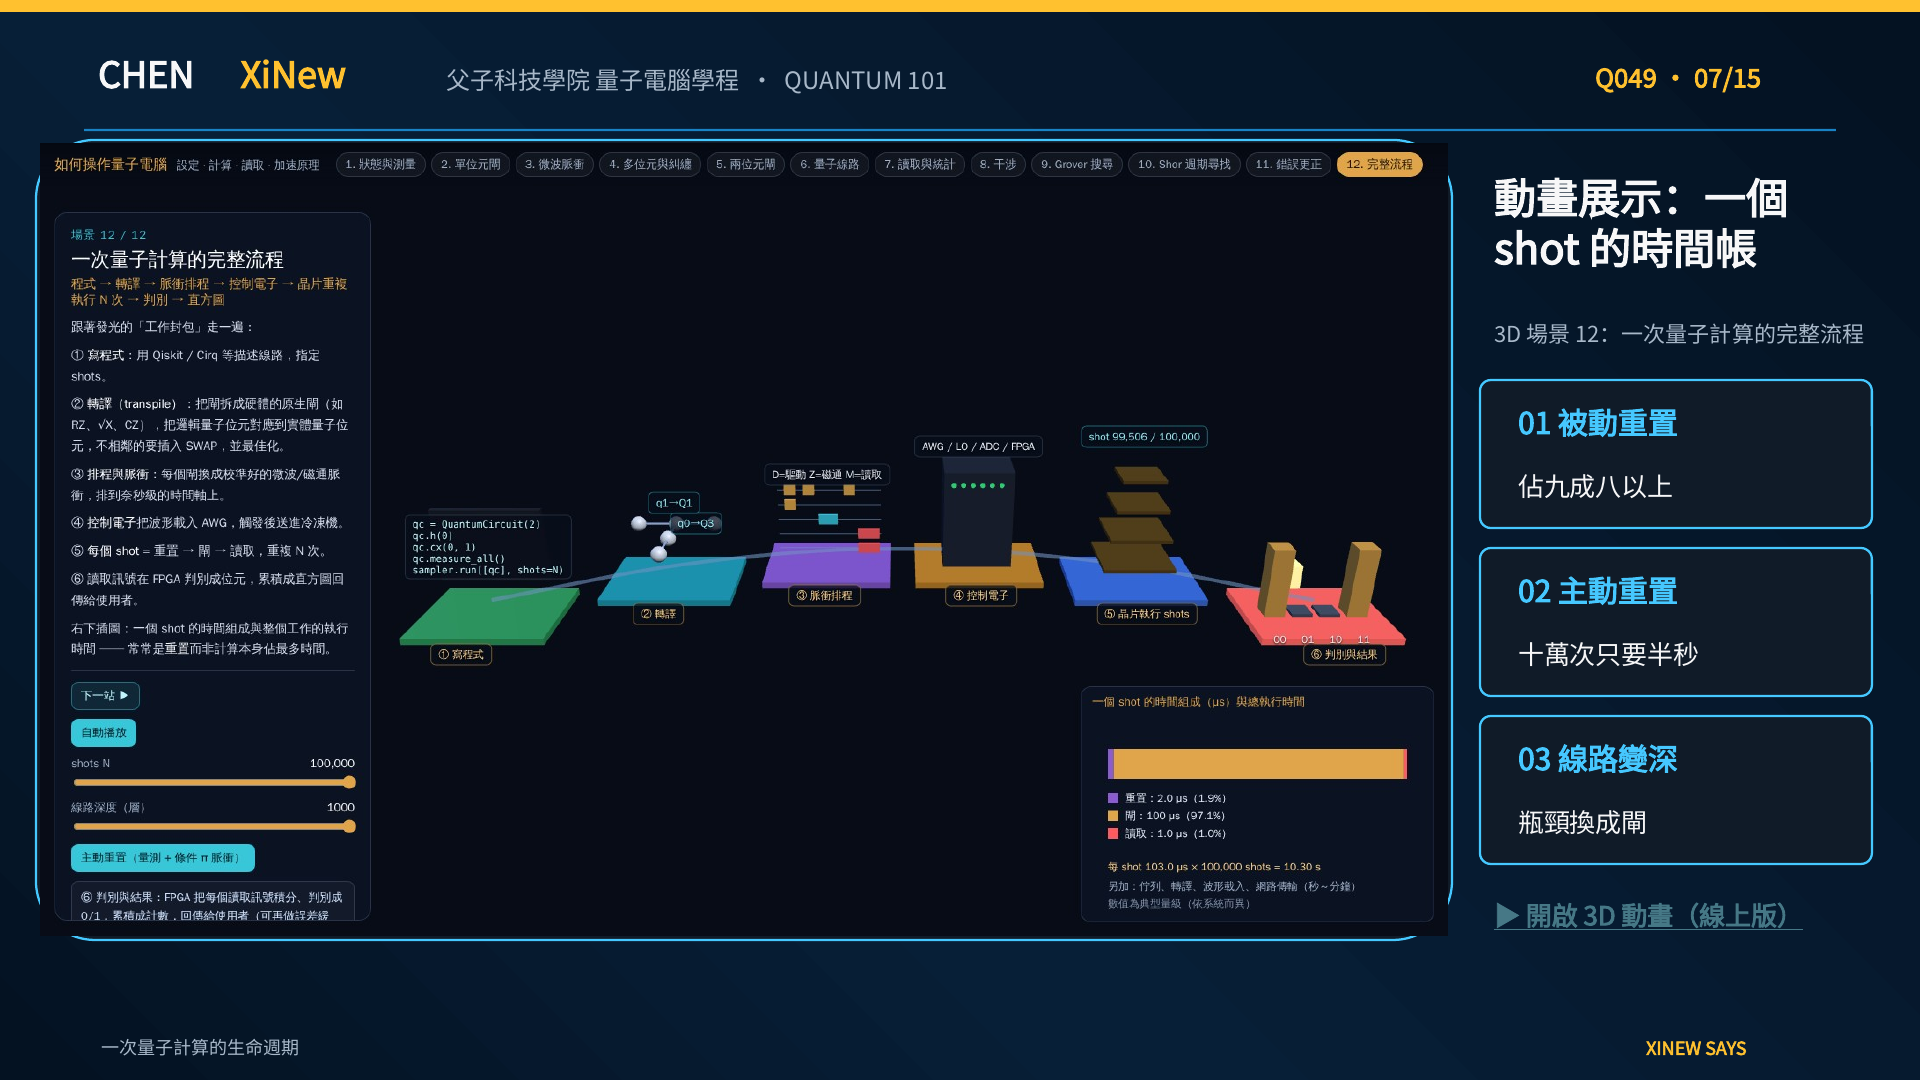 CHEN XiNew
父子科技學院 量子電腦學程 • QUANTUM 101
Q049 • 07/15
如何操作量子電腦 設定 · 計算 · 讀取 · 加速原理
1. 狀態與測量
2. 單位元閘
3. 微波脈衝
4. 多位元與糾纏
5. 兩位元閘
6. 量子線路
7. 讀取與統計
8. 干涉
9. Grover 搜尋
10. Shor 週期尋找
11. 錯誤更正
12. 完整流程
場景 12 / 12
一次量子計算的完整流程
程式 → 轉譯 → 脈衝排程 → 控制電子 → 晶片重複
執行 N 次 → 判別 → 直方圖
跟著發光的「工作封包」走一遍：
① 寫程式：用 Qiskit / Cirq 等描述線路，指定
shots。
② 轉譯（transpile）：把閘拆成硬體的原生閘（如
RZ、√X、CZ），把邏輯量子位元對應到實體量子位
元，不相鄰的要插入 SWAP，並最佳化。
③ 排程與脈衝：每個閘換成校準好的微波/磁通脈
衝，排到奈秒級的時間軸上。
④ 控制電子把波形載入 AWG，觸發後送進冷凍機。
⑤ 每個 shot = 重置 → 閘 → 讀取，重複 N 次。
⑥ 讀取訊號在 FPGA 判別成位元，累積成直方圖回
傳給使用者。
右下插圖：一個 shot 的時間組成與整個工作的執行
時間 —— 常常是重置而非計算本身佔最多時間。
下一站 ▶
自動播放
shots N 100,000
線路深度（層） 1000
主動重置（量測 + 條件 π 脈衝）
⑥ 判別與結果：FPGA 把每個讀取訊號積分、判別成
0/1，累積成計數，回傳給使用者（可再做誤差緩
qc = QuantumCircuit(2)
qc.h(0)
qc.cx(0, 1)
qc.measure_all()
sampler.run([qc], shots=N)
① 寫程式
q1→Q1
q0→Q3
② 轉譯
D=驅動 Z=磁通 M=讀取
③ 脈衝排程
AWG / LO / ADC / FPGA
④ 控制電子
shot 99,506 / 100,000
⑤ 晶片執行 shots
00 01 10 11
⑥ 判別與結果
一個 shot 的時間組成（μs）與總執行時間
重置：2.0 μs（1.9%）
閘：100 μs（97.1%）
讀取：1.0 μs（1.0%）
每 shot 103.0 μs × 100,000 shots = 10.30 s
另加：佇列、轉譯、波形載入、網路傳輸（秒～分鐘）
數值為典型量級（依系統而異）
動畫展示：一個
shot 的時間帳
3D 場景 12：一次量子計算的完整流程
01 被動重置
佔九成八以上
02 主動重置
十萬次只要半秒
03 線路變深
瓶頸換成閘
▶ 開啟 3D 動畫（線上版）
一次量子計算的生命週期
XINEW SAYS